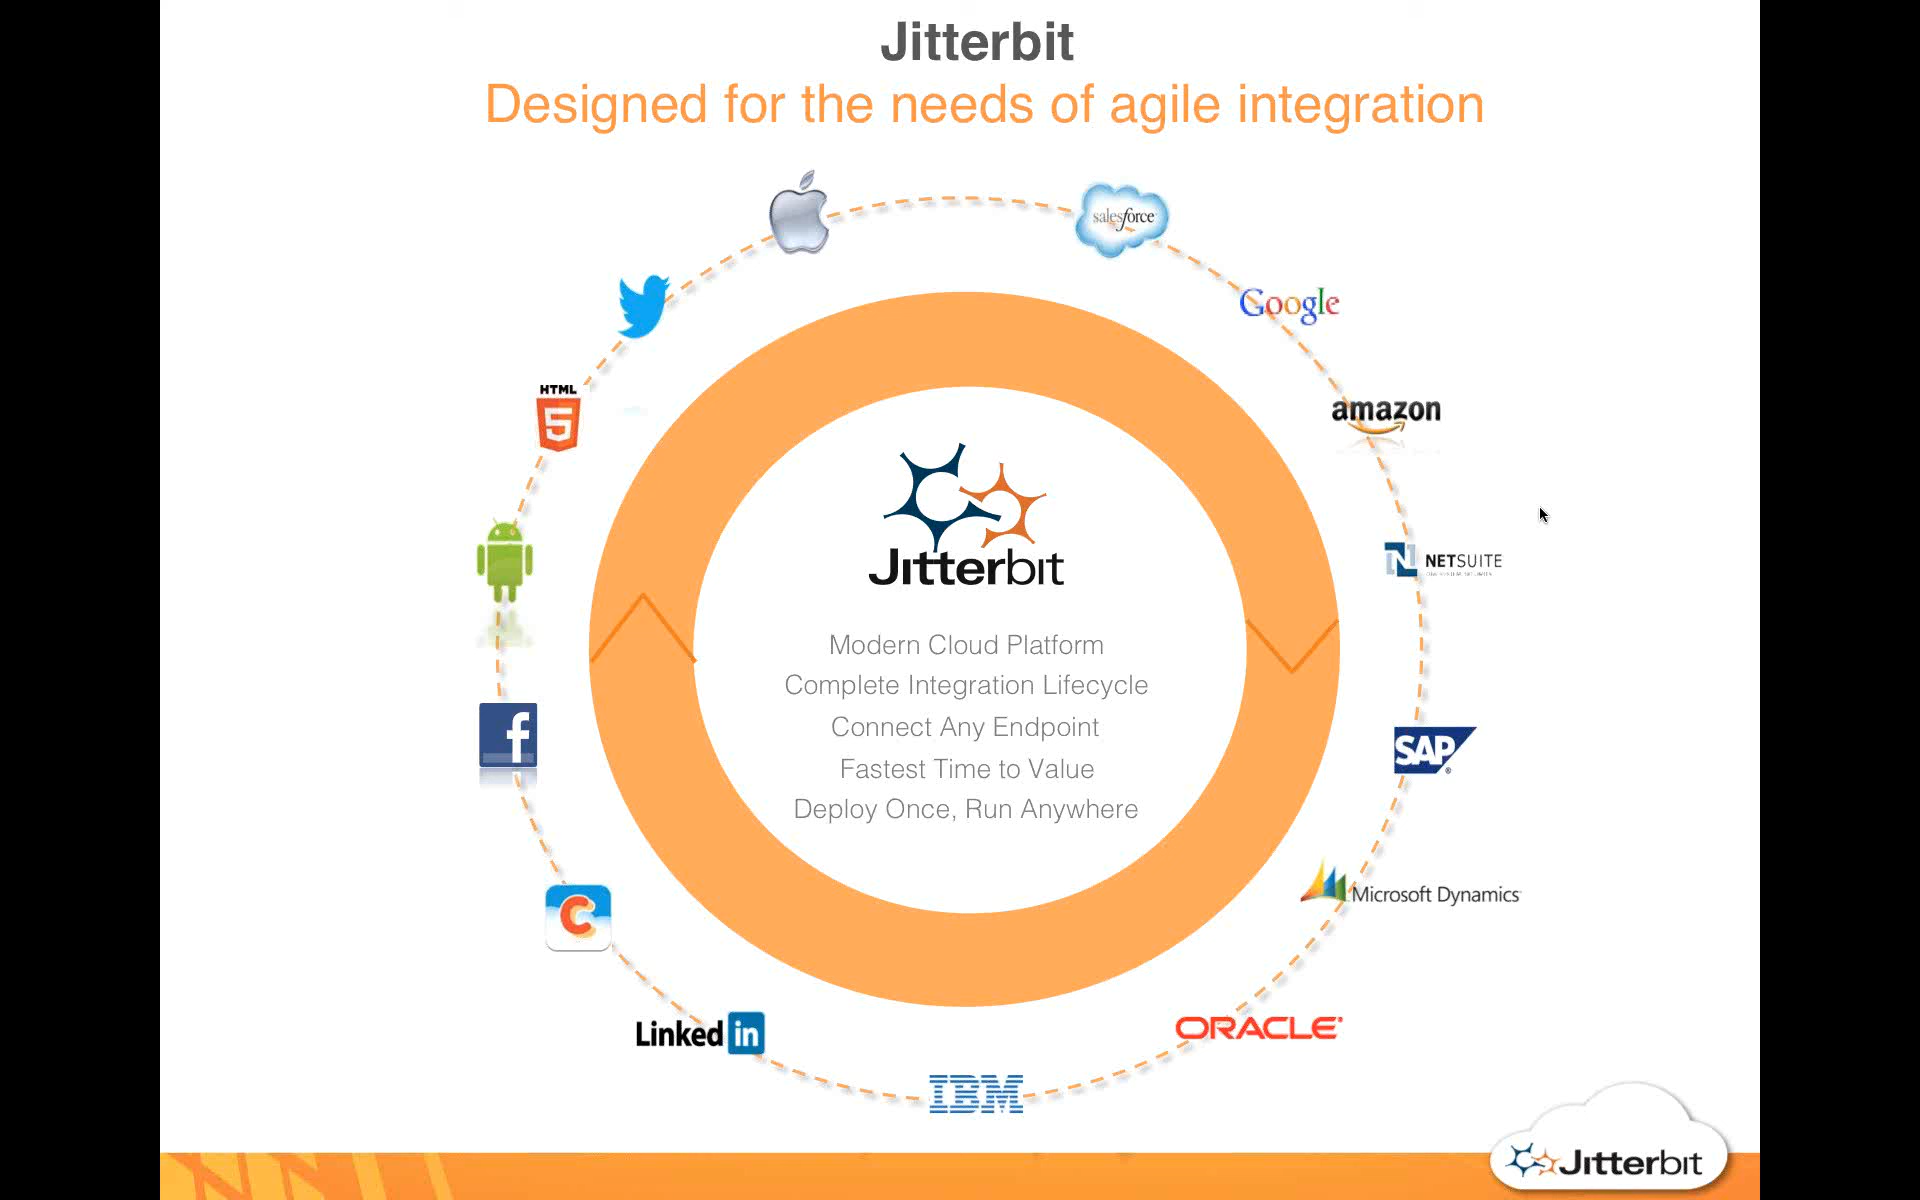 Jitterbit
Designed for the needs of agile integration
salesforce
Google
amazon
NETSUITE
SAP®
Microsoft Dynamics
ORACLE
IBM
Linked in
C
f
HTML
5
Jitterbit
Modern Cloud Platform
Complete Integration Lifecycle
Connect Any Endpoint
Fastest Time to Value
Deploy Once, Run Anywhere
Jitterbit